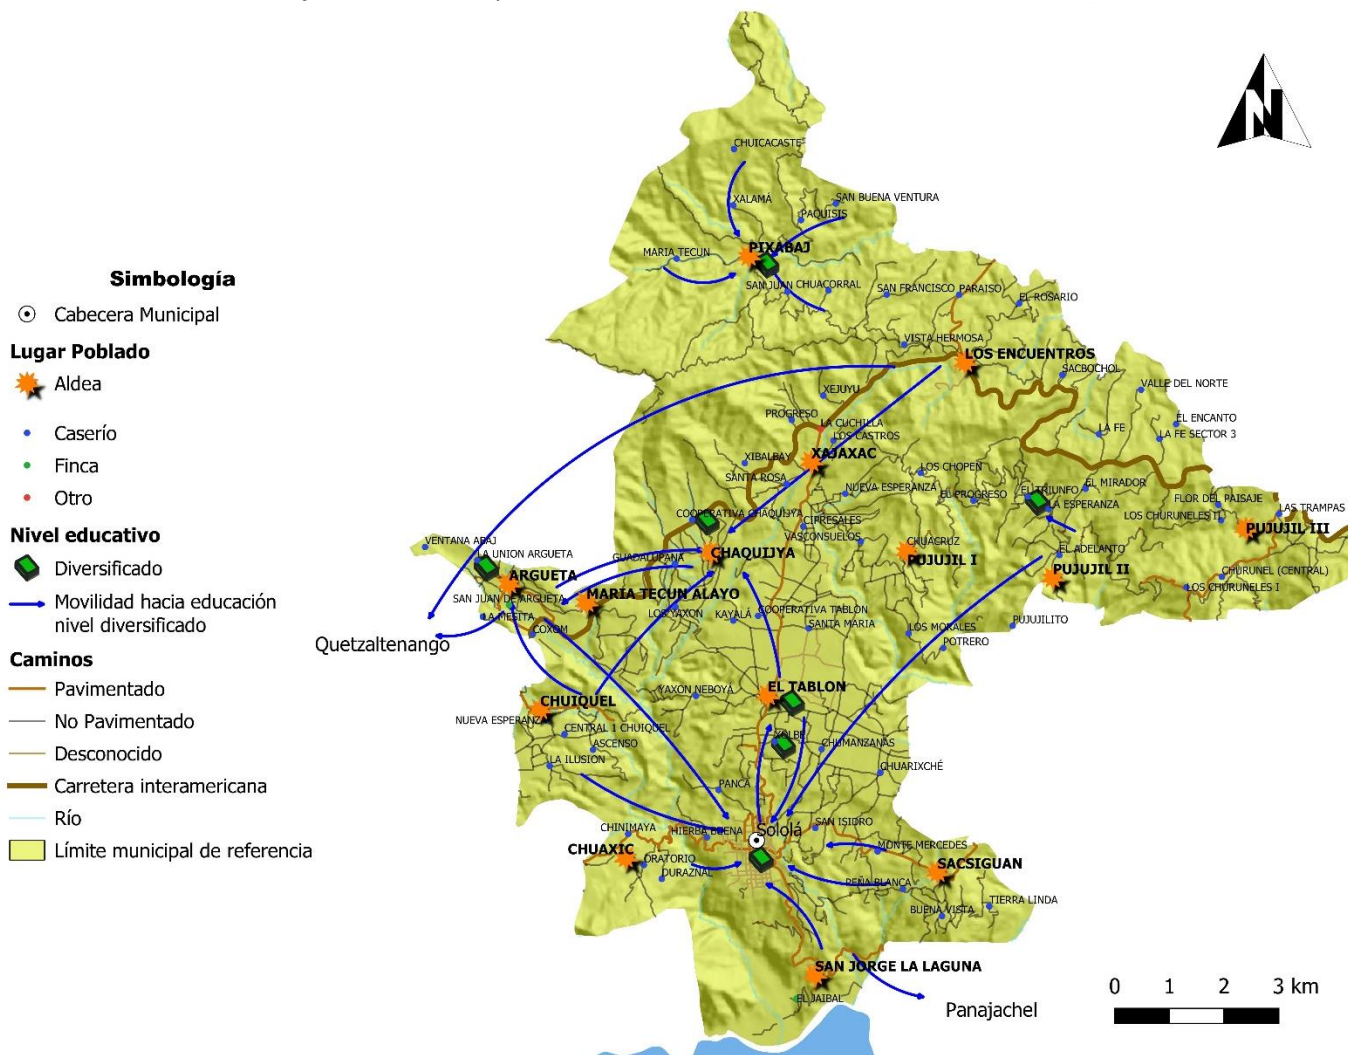 N
CHUICACASTE
XALAMÁ
SAN BUENA VENTURA
PAQUISIS
MARIA TECUN
PIXABAJ
SAN JUAN
CHUACORRAL
SAN FRANCISCO
PARAISO
EL ROSARIO
VISTA HERMOSA
LOS ENCUENTROS
SACBOCHOL
VALLE DEL NORTE
XEJUYU
PROGRESO
LA CUCHILLA
LOS CASTROS
EL ENCANTO
LA FE
LA FE SECTOR 3
XIBALBAY
XAJAXAC
SANTA ROSA
LOS CHOPEN
NUEVA ESPERANZA
EL PROGRESO
EL TRIUNFO
EL MIRADOR
LA ESPERANZA
FLOR DEL PAISAJE
LOS CHURUNELES II
LAS TRAMPAS
PUJUJIL III
COOPERATIVA CHAQUIJYA
CIPRESALES
VASCONSUELOS
CHUACRUZ
PUJUJIL I
EL ADELANTO
PUJUJIL II
CHURUNEL (CENTRAL)
LOS CHURUNELES I
VENTANA ABAJ
LA UNION ARGUETA
GUADALUPANA
CHAQUIJYA
ARGUETA
SAN JUAN DE ARGUETA
MARIA TECUN ALAYO
LA MESITA
COXOM
LOS YAXON
KAYALÁ
COOPERATIVA TABLÓN
SANTA MARIA
LOS MORALES
PUJUJILITO
POTRERO
Quetzaltenango
CHUIQUEL
YAXON NEBOYÁ
EL TABLON
NUEVA ESPERANZA
CENTRAL 1 CHUIQUEL
ASCENSO
LA ILUSION
XOLBE
CHUMANZANAS
CHUARIXCHÉ
PANCA
CHINIMAYA
HIERBA BUENA
Sololá
SAN ISIDRO
MONTE MERCEDES
CHUAXIC
ORATORIO
DURAZNAL
SACSIGUAN
PEÑA BLANCA
TIERRA LINDA
BUENA VISTA
SAN JORGE LA LAGUNA
EL JAIBAL
Panajachel
0 1 2 3 km
Simbología
Cabecera Municipal
Lugar Poblado
Aldea
Caserío
Finca
Otro
Nivel educativo
Diversificado
Movilidad hacia educación
nivel diversificado
Caminos
Pavimentado
No Pavimentado
Desconocido
Carretera interamericana
Río
Límite municipal de referencia